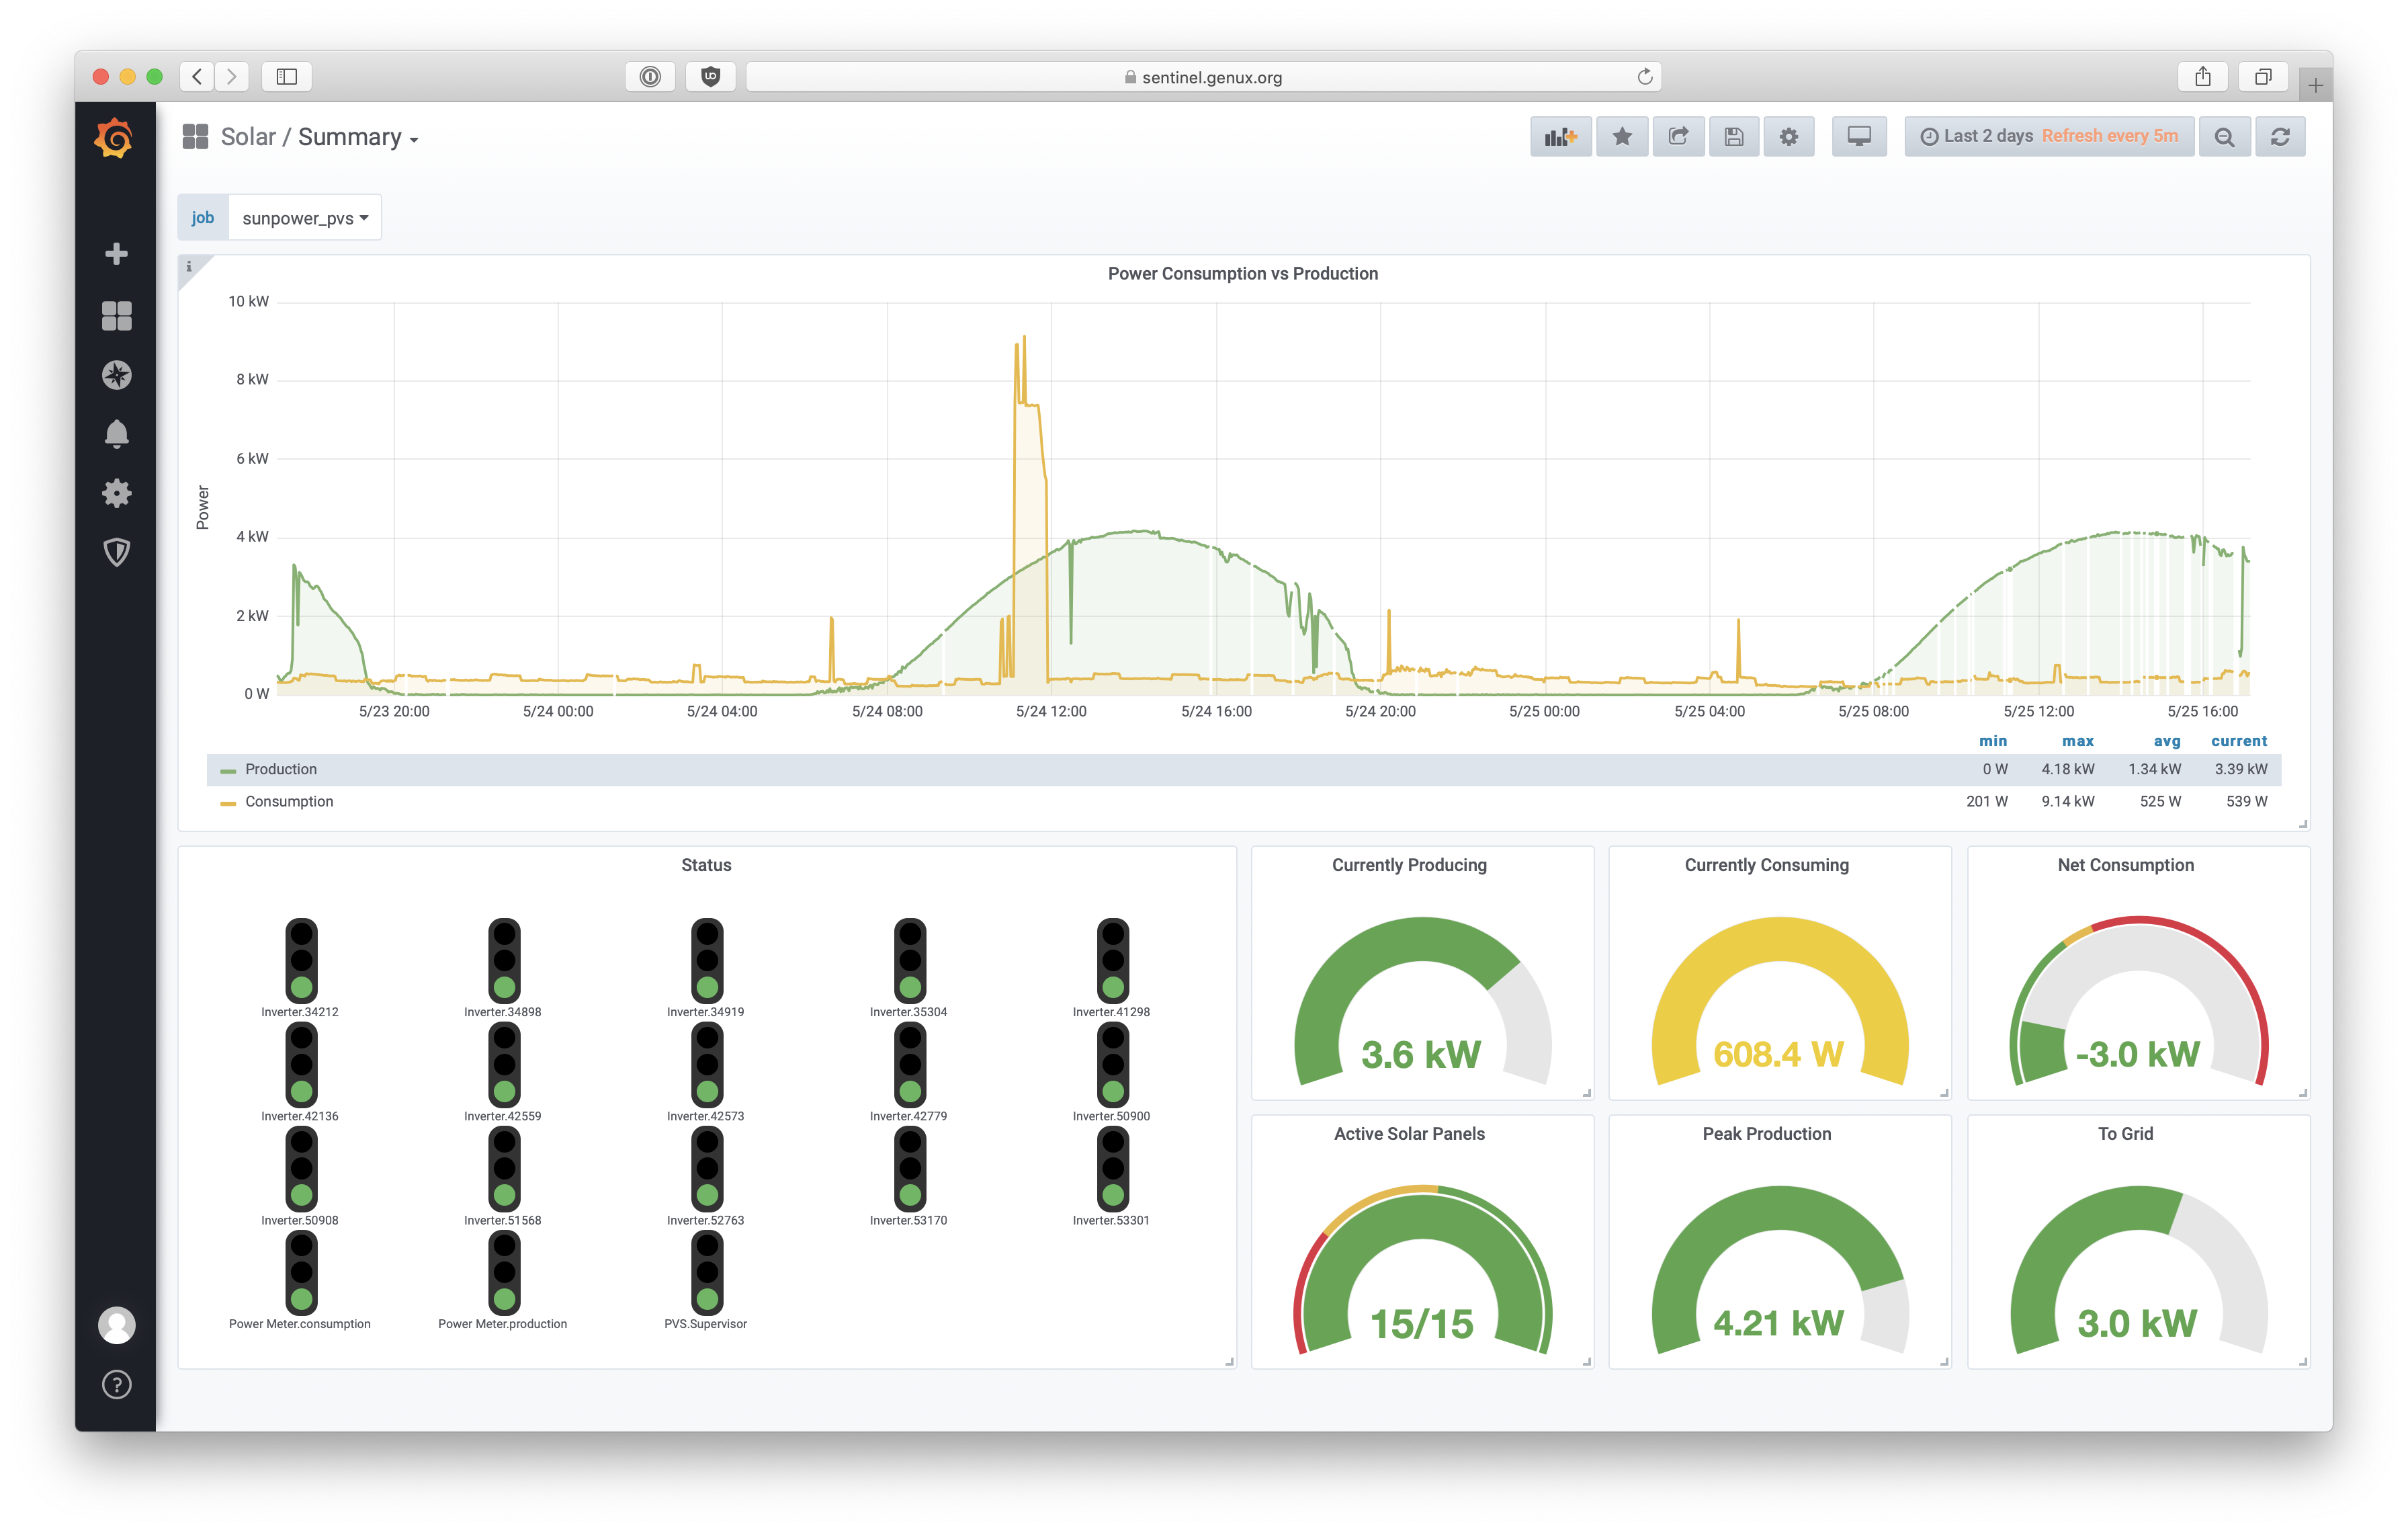 sentinel.genux.org
Solar / Summary
Last 2 days Refresh every 5m
job sunpower_pvs
i
Power Consumption vs Production
10 kW
8 kW
6 kW
4 kW
2 kW
0 W
Power
5/23 20:00 5/24 00:00 5/24 04:00 5/24 08:00 5/24 12:00 5/24 16:00 5/24 20:00 5/25 00:00 5/25 04:00 5/25 08:00 5/25 12:00 5/25 16:00
min max avg current
Production 0 W 4.18 kW 1.34 kW 3.39 kW
Consumption 201 W 9.14 kW 525 W 539 W
Status
Inverter.34212 Inverter.34898 Inverter.34919 Inverter.35304 Inverter.41298
Inverter.42136 Inverter.42559 Inverter.42573 Inverter.42779 Inverter.50900
Inverter.50908 Inverter.51568 Inverter.52763 Inverter.53170 Inverter.53301
Power Meter.consumption Power Meter.production PVS.Supervisor
Currently Producing
3.6 kW
Currently Consuming
608.4 W
Net Consumption
-3.0 kW
Active Solar Panels
15/15
Peak Production
4.21 kW
To Grid
3.0 kW